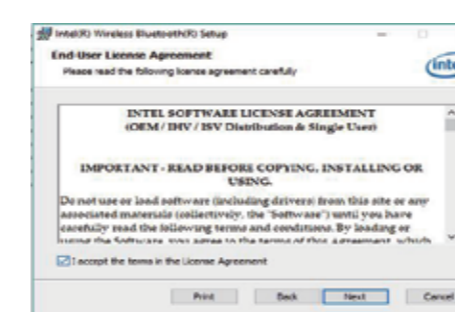 Intel(R) Wireless Bluetooth(R) Setup
End-User License Agreement
Please read the following license agreement carefully
inte
INTEL SOFTWARE LICENSE AGREEMENT
(OEM / IHV / ISV Distribution & Single User)
IMPORTANT - READ BEFORE COPYING, INSTALLING OR
USING.
Do not use or load software (including drivers) from this site or any
associated materials (collectively, the "Software") until you have
carefully read the following terms and conditions. By loading or
using the Software, you agree to the terms of this Agreement, which
I accept the terms in the License Agreement
Print Back Next Cancel